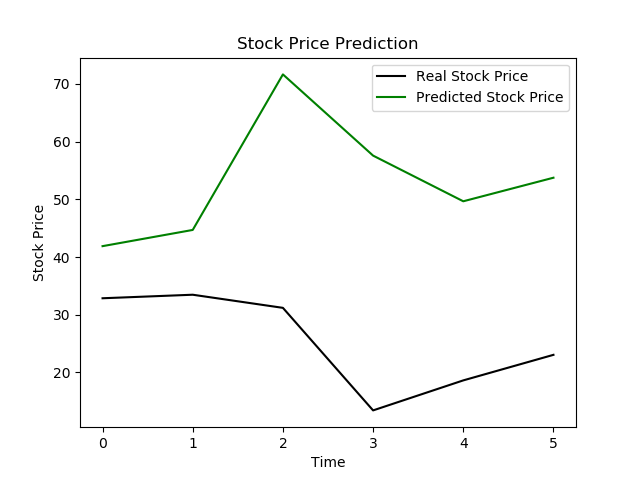 Stock Price Prediction
Real Stock Price
Predicted Stock Price
70
60
50
40
30
20
Stock Price
0 1 2 3 4 5
Time